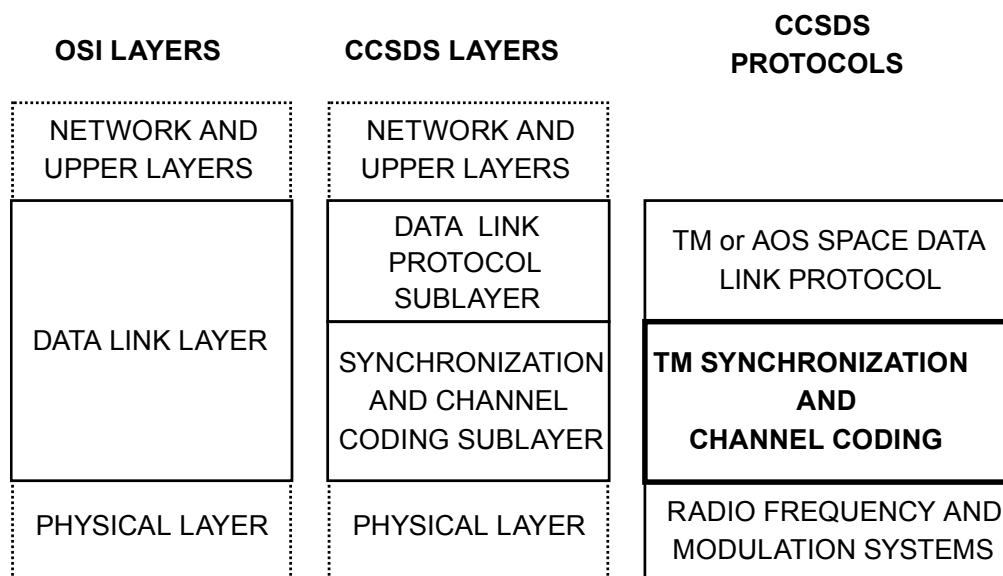 OSI LAYERS
CCSDS LAYERS
CCSDS
PROTOCOLS
NETWORK AND
UPPER LAYERS
DATA LINK LAYER
PHYSICAL LAYER
NETWORK AND
UPPER LAYERS
DATA LINK
PROTOCOL
SUBLAYER
SYNCHRONIZATION
AND CHANNEL
CODING SUBLAYER
PHYSICAL LAYER
TM or AOS SPACE DATA
LINK PROTOCOL
TM SYNCHRONIZATION
AND
CHANNEL CODING
RADIO FREQUENCY AND
MODULATION SYSTEMS